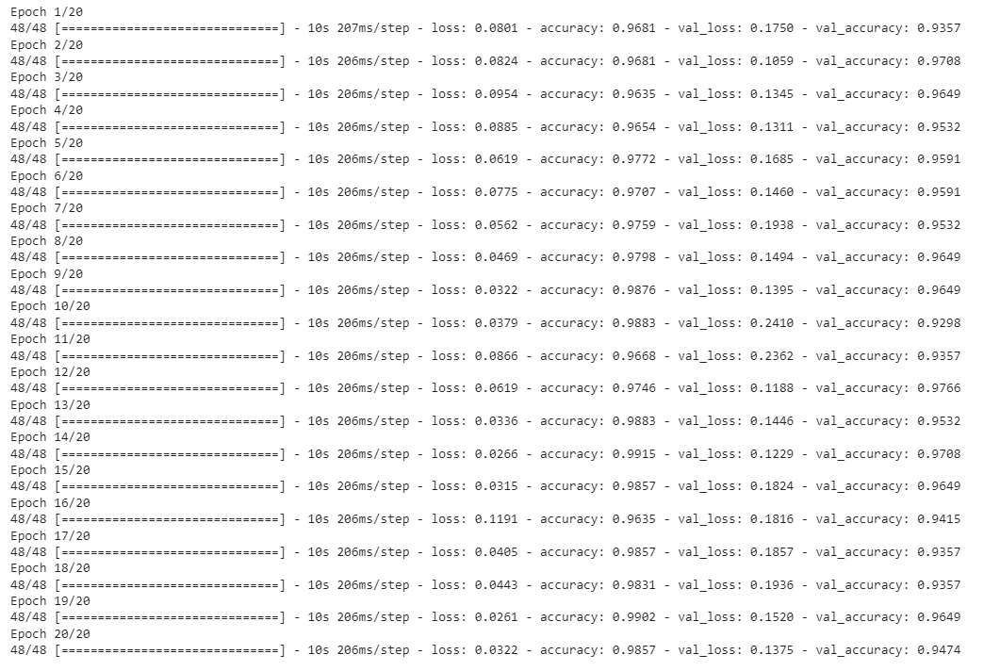 Epoch 1/20
48/48 [==============================] - 10s 207ms/step - loss: 0.0801 - accuracy: 0.9681 - val_loss: 0.1750 - val_accuracy: 0.9357
Epoch 2/20
48/48 [==============================] - 10s 206ms/step - loss: 0.0824 - accuracy: 0.9681 - val_loss: 0.1059 - val_accuracy: 0.9708
Epoch 3/20
48/48 [==============================] - 10s 206ms/step - loss: 0.0954 - accuracy: 0.9635 - val_loss: 0.1345 - val_accuracy: 0.9649
Epoch 4/20
48/48 [==============================] - 10s 206ms/step - loss: 0.0885 - accuracy: 0.9654 - val_loss: 0.1311 - val_accuracy: 0.9532
Epoch 5/20
48/48 [==============================] - 10s 206ms/step - loss: 0.0619 - accuracy: 0.9772 - val_loss: 0.1685 - val_accuracy: 0.9591
Epoch 6/20
48/48 [==============================] - 10s 206ms/step - loss: 0.0775 - accuracy: 0.9707 - val_loss: 0.1460 - val_accuracy: 0.9591
Epoch 7/20
48/48 [==============================] - 10s 206ms/step - loss: 0.0562 - accuracy: 0.9759 - val_loss: 0.1938 - val_accuracy: 0.9532
Epoch 8/20
48/48 [==============================] - 10s 206ms/step - loss: 0.0469 - accuracy: 0.9798 - val_loss: 0.1494 - val_accuracy: 0.9649
Epoch 9/20
48/48 [==============================] - 10s 206ms/step - loss: 0.0322 - accuracy: 0.9876 - val_loss: 0.1395 - val_accuracy: 0.9649
Epoch 10/20
48/48 [==============================] - 10s 206ms/step - loss: 0.0379 - accuracy: 0.9883 - val_loss: 0.2410 - val_accuracy: 0.9298
Epoch 11/20
48/48 [==============================] - 10s 206ms/step - loss: 0.0866 - accuracy: 0.9668 - val_loss: 0.2362 - val_accuracy: 0.9357
Epoch 12/20
48/48 [==============================] - 10s 206ms/step - loss: 0.0619 - accuracy: 0.9746 - val_loss: 0.1188 - val_accuracy: 0.9766
Epoch 13/20
48/48 [==============================] - 10s 206ms/step - loss: 0.0336 - accuracy: 0.9883 - val_loss: 0.1446 - val_accuracy: 0.9532
Epoch 14/20
48/48 [==============================] - 10s 206ms/step - loss: 0.0266 - accuracy: 0.9915 - val_loss: 0.1229 - val_accuracy: 0.9708
Epoch 15/20
48/48 [==============================] - 10s 206ms/step - loss: 0.0315 - accuracy: 0.9857 - val_loss: 0.1824 - val_accuracy: 0.9649
Epoch 16/20
48/48 [==============================] - 10s 206ms/step - loss: 0.1191 - accuracy: 0.9635 - val_loss: 0.1816 - val_accuracy: 0.9415
Epoch 17/20
48/48 [==============================] - 10s 206ms/step - loss: 0.0405 - accuracy: 0.9857 - val_loss: 0.1857 - val_accuracy: 0.9357
Epoch 18/20
48/48 [==============================] - 10s 206ms/step - loss: 0.0443 - accuracy: 0.9831 - val_loss: 0.1936 - val_accuracy: 0.9357
Epoch 19/20
48/48 [==============================] - 10s 206ms/step - loss: 0.0261 - accuracy: 0.9902 - val_loss: 0.1520 - val_accuracy: 0.9649
Epoch 20/20
48/48 [==============================] - 10s 206ms/step - loss: 0.0322 - accuracy: 0.9857 - val_loss: 0.1375 - val_accuracy: 0.9474